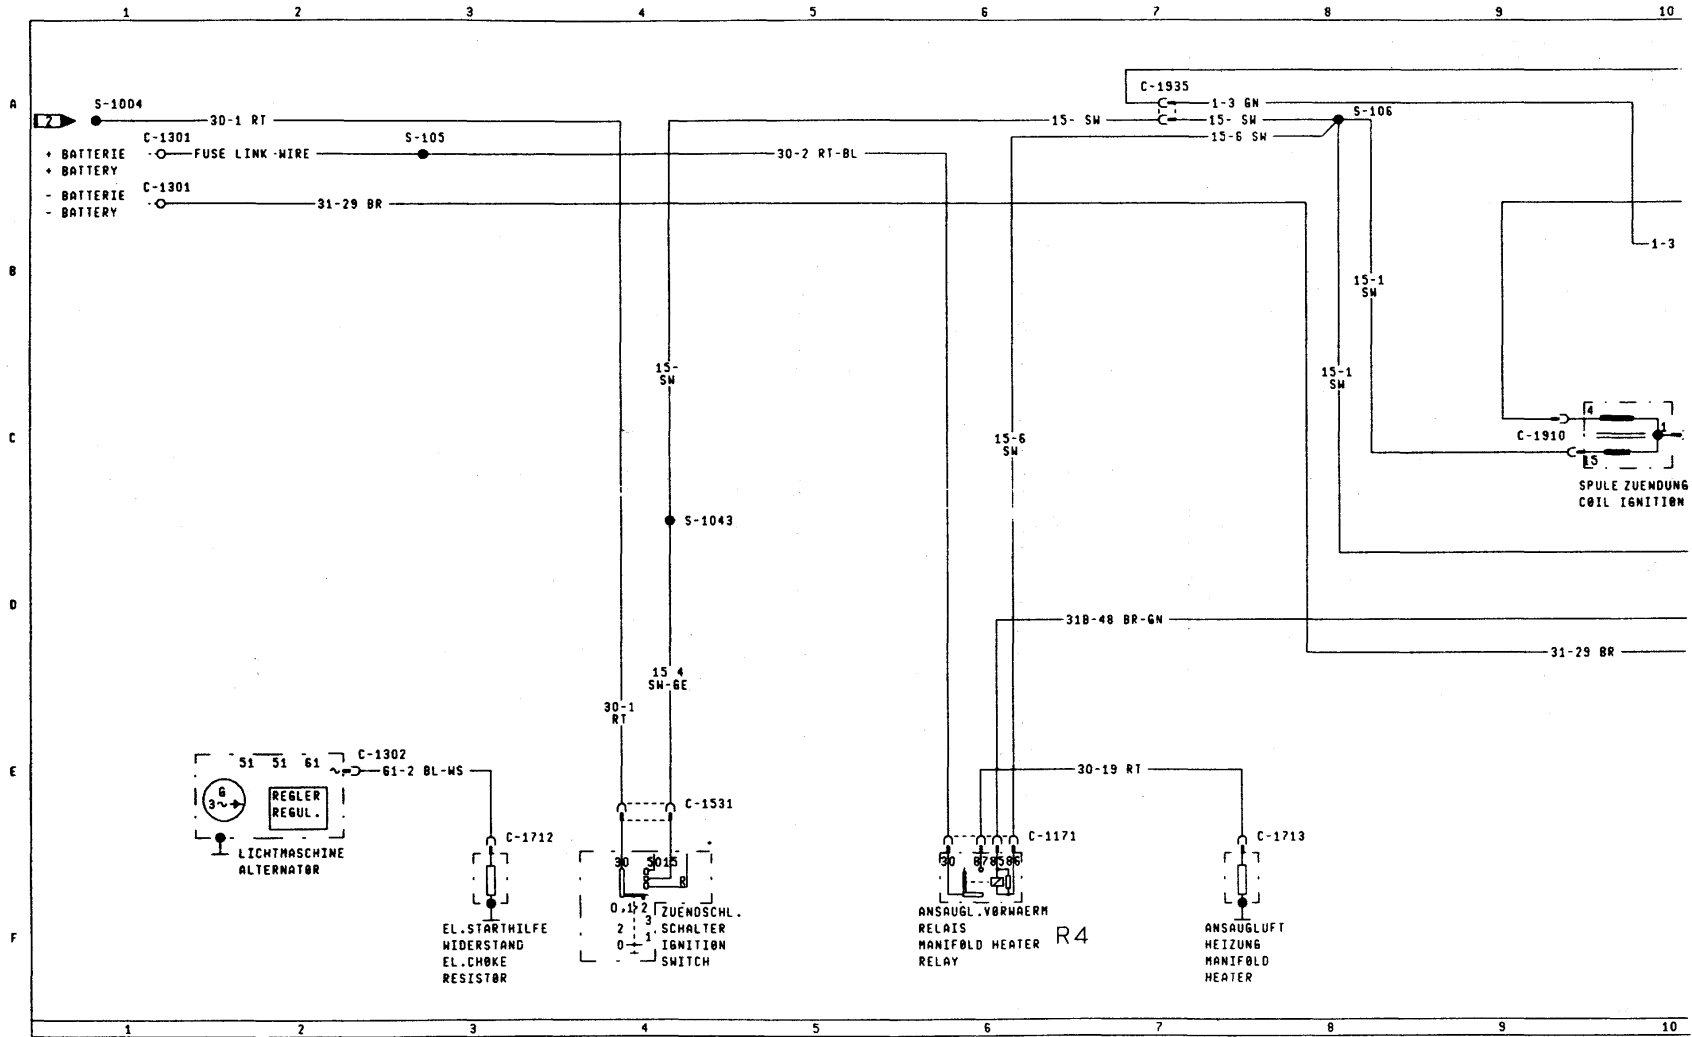 1 2 3 4 5 6 7 8 9 10
A
B
C
D
E
F
2
S-1004
30-1 RT
C-1301
+ BATTERIE
+ BATTERY
FUSE LINK-WIRE
S-105
C-1301
- BATTERIE
- BATTERY
31-29 BR
30-2 RT-BL
C-1935
1-3 GN
15- SW
15- SW
15-6 SW
S-106
1-3
15-1
SW
15-1
SW
15-
SW
15-6
SW
4
C-1910
1
15
SPULE ZUENDUNG
COIL IGNITION
S-1043
31B-48 BR-GN
31-29 BR
15 4
SW-GE
30-1
RT
51 51 61
C-1302
61-2 BL-WS
G
3~
REGLER
REGUL.
LICHTMASCHINE
ALTERNATOR
C-1712
EL.STARTHILFE
WIDERSTAND
EL.CHOKE
RESISTOR
C-1531
30 50 15
R
0 1 2
3
2
1
0
ZUENDSCHL.
SCHALTER
IGNITION
SWITCH
30-19 RT
C-1171
30 87 85 86
ANSAUGL.VORWAERM
RELAIS
MANIFOLD HEATER
RELAY
R4
C-1713
ANSAUGLUFT
HEIZUNG
MANIFOLD
HEATER
1 2 3 4 5 6 7 8 9 10